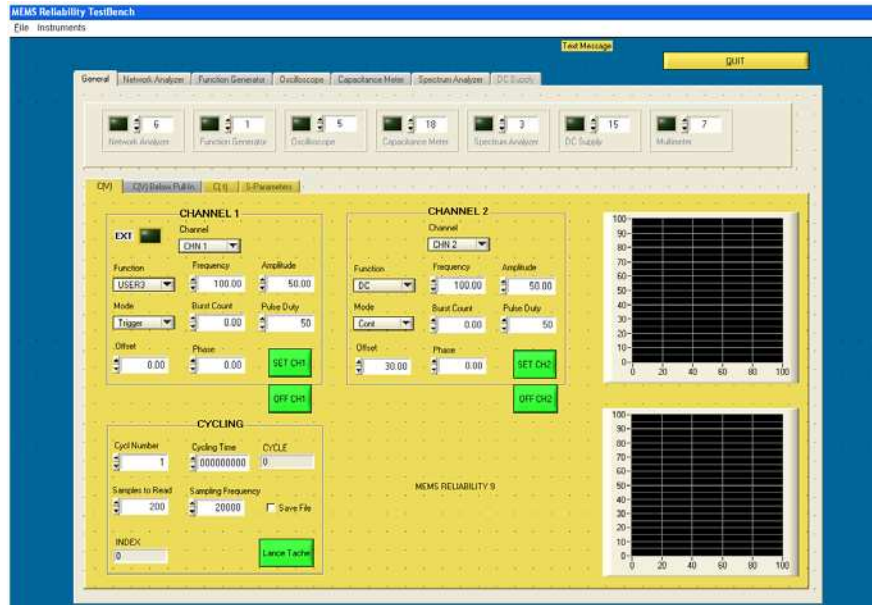 MEMS Reliability TestBench
File Instruments
Text Message
QUIT
General Network Analyzer Function Generator Oscilloscope Capacitance Meter Spectrum Analyzer DC Supply
6 1 5 18 3 15 7
Network Analyzer Function Generator Oscilloscope Capacitance Meter Spectrum Analyzer DC Supply Multimeter
C(V) C(V) Below Pull-In C(t) S-Parameters
CHANNEL 1
EXT
Channel
CHN 1
Function Frequency Amplitude
USER3 100.00 50.00
Mode Burst Count Pulse Duty
Trigger 0.00 50
Offset Phase
0.00 0.00
SET CH1
OFF CH1
CHANNEL 2
Channel
CHN 2
Function Frequency Amplitude
DC 100.00 50.00
Mode Burst Count Pulse Duty
Cont 0.00 50
Offset Phase
30.00 0.00
SET CH2
OFF CH2
100
90
80
70
60
50
40
30
20
10
0
0 20 40 60 80 100
CYCLING
Cycl Number Cycling Time CYCLE
1 000000000 0
Samples to Read Sampling Frequency
200 20000 Save File
INDEX
0
Lance Tache
MEMS RELIABILITY 9
100
90
80
70
60
50
40
30
20
10
0
0 20 40 60 80 100